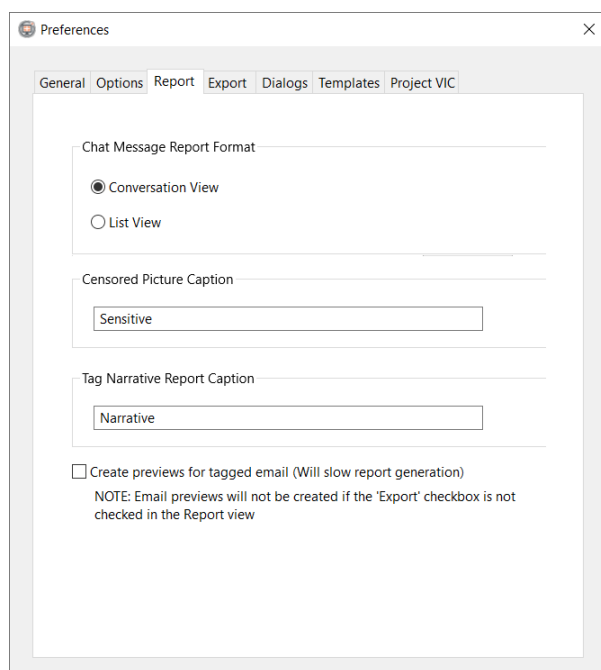 Preferences
General Options Report Export Dialogs Templates Project VIC
Chat Message Report Format
Conversation View
List View
Censored Picture Caption
Sensitive
Tag Narrative Report Caption
Narrative
Create previews for tagged email (Will slow report generation)
NOTE: Email previews will not be created if the 'Export' checkbox is not
checked in the Report view